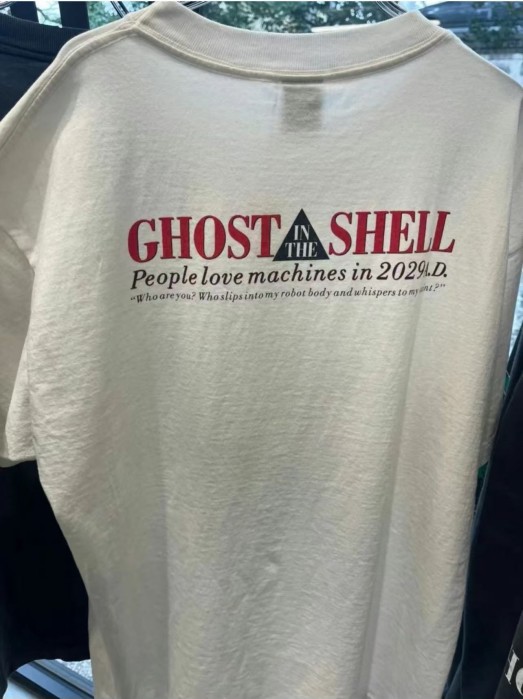 GHOST IN THE SHELL
People love machines in 2029A.D.
"Who are you? Who slips into my robot body and whispers to my